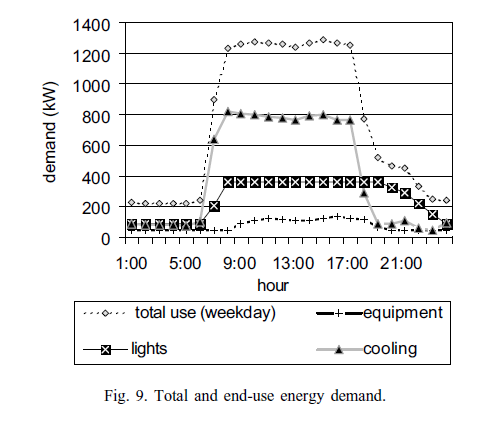 1400
1200
1000
800
600
400
200
0
demand (kW)
1:00 5:00 9:00 13:00 17:00 21:00
hour
total use (weekday) equipment
lights cooling
Fig. 9. Total and end-use energy demand.